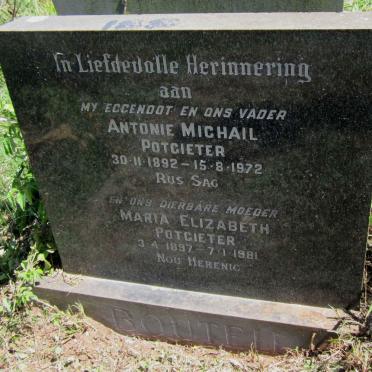 In Liefdevolle Herinnering
aan
MY EGGENOOT EN ONS VADER
ANTONIE MICHAIL
POTGIETER
30·11·1892 – 15·8·1972
RUS SAG
EN ONS DIERBARE MOEDER
MARIA ELIZABETH
POTGIETER
3·4·1897 – 7·1·1981
NOU HERENIG